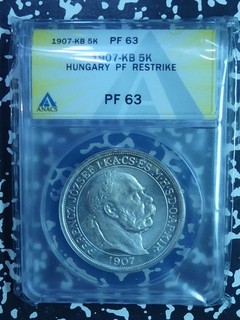 1907-KB 5K PF 63
1907-KB 5K
HUNGARY PF RESTRIKE
PF 63
ANACS
FERENCZ JÓZSEF I.K.A.CS.ÉS M.H.S.D.O.AP.KIR.
1907